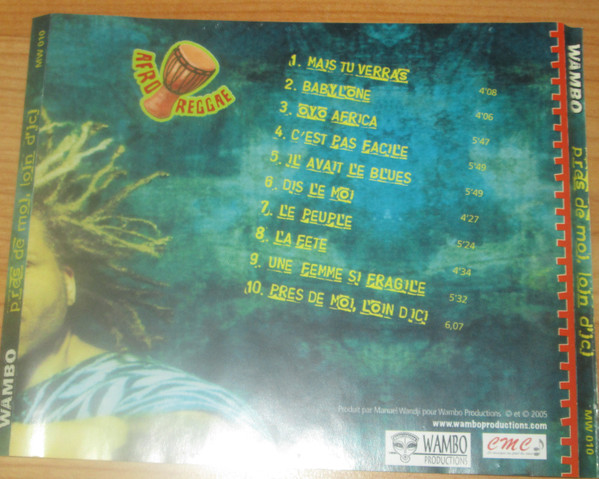 MW 010
près de moi, loin d'ici
WAMBO
AFRO
REGGAE
1. MAIS TU VERRAS 4'08
2. BABYLONE 4'06
3. OYO AFRICA 5'47
4. C'EST PAS FACILE 5'49
5. IL AVAIT LE BLUES 5'49
6. DIS LE MOI 4'27
7. LE PEUPLE 5'24
8. LA FETE 4'34
9. UNE FEMME SI FRAGILE 5'32
10. PRES DE MOI, LOIN D'ICI 6,07
Produit par Manuel Wandji pour Wambo Productions. ℗ et © 2005
www.wamboproductions.com
WAMBO
PRODUCTIONS
CMC
WAMBO
près de moi, loin d'ici
MW 010